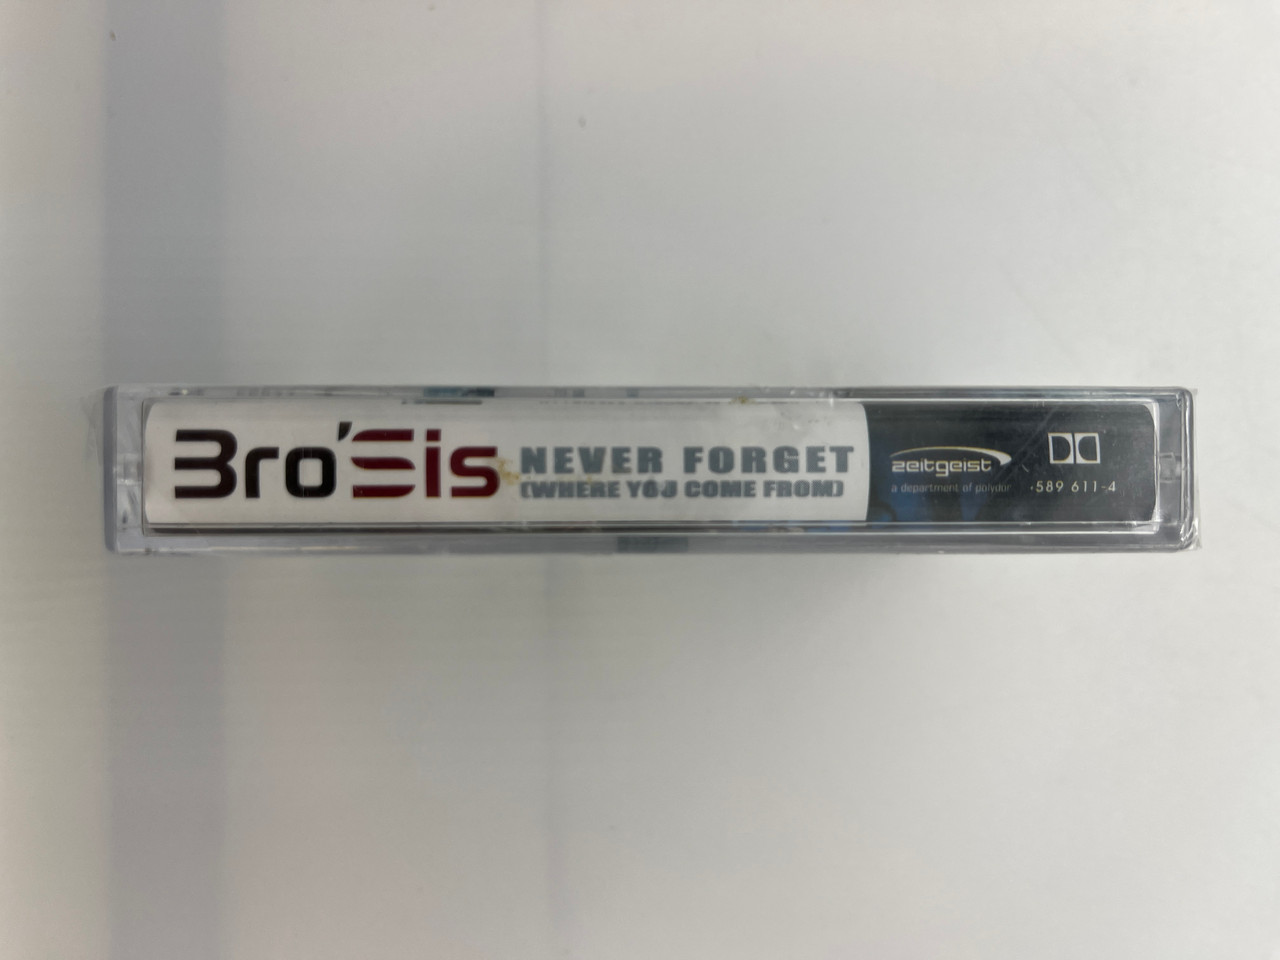 Bro'Sis
NEVER FORGET
(WHERE YOU COME FROM)
zeitgeist
a department of polydor
589 611-4